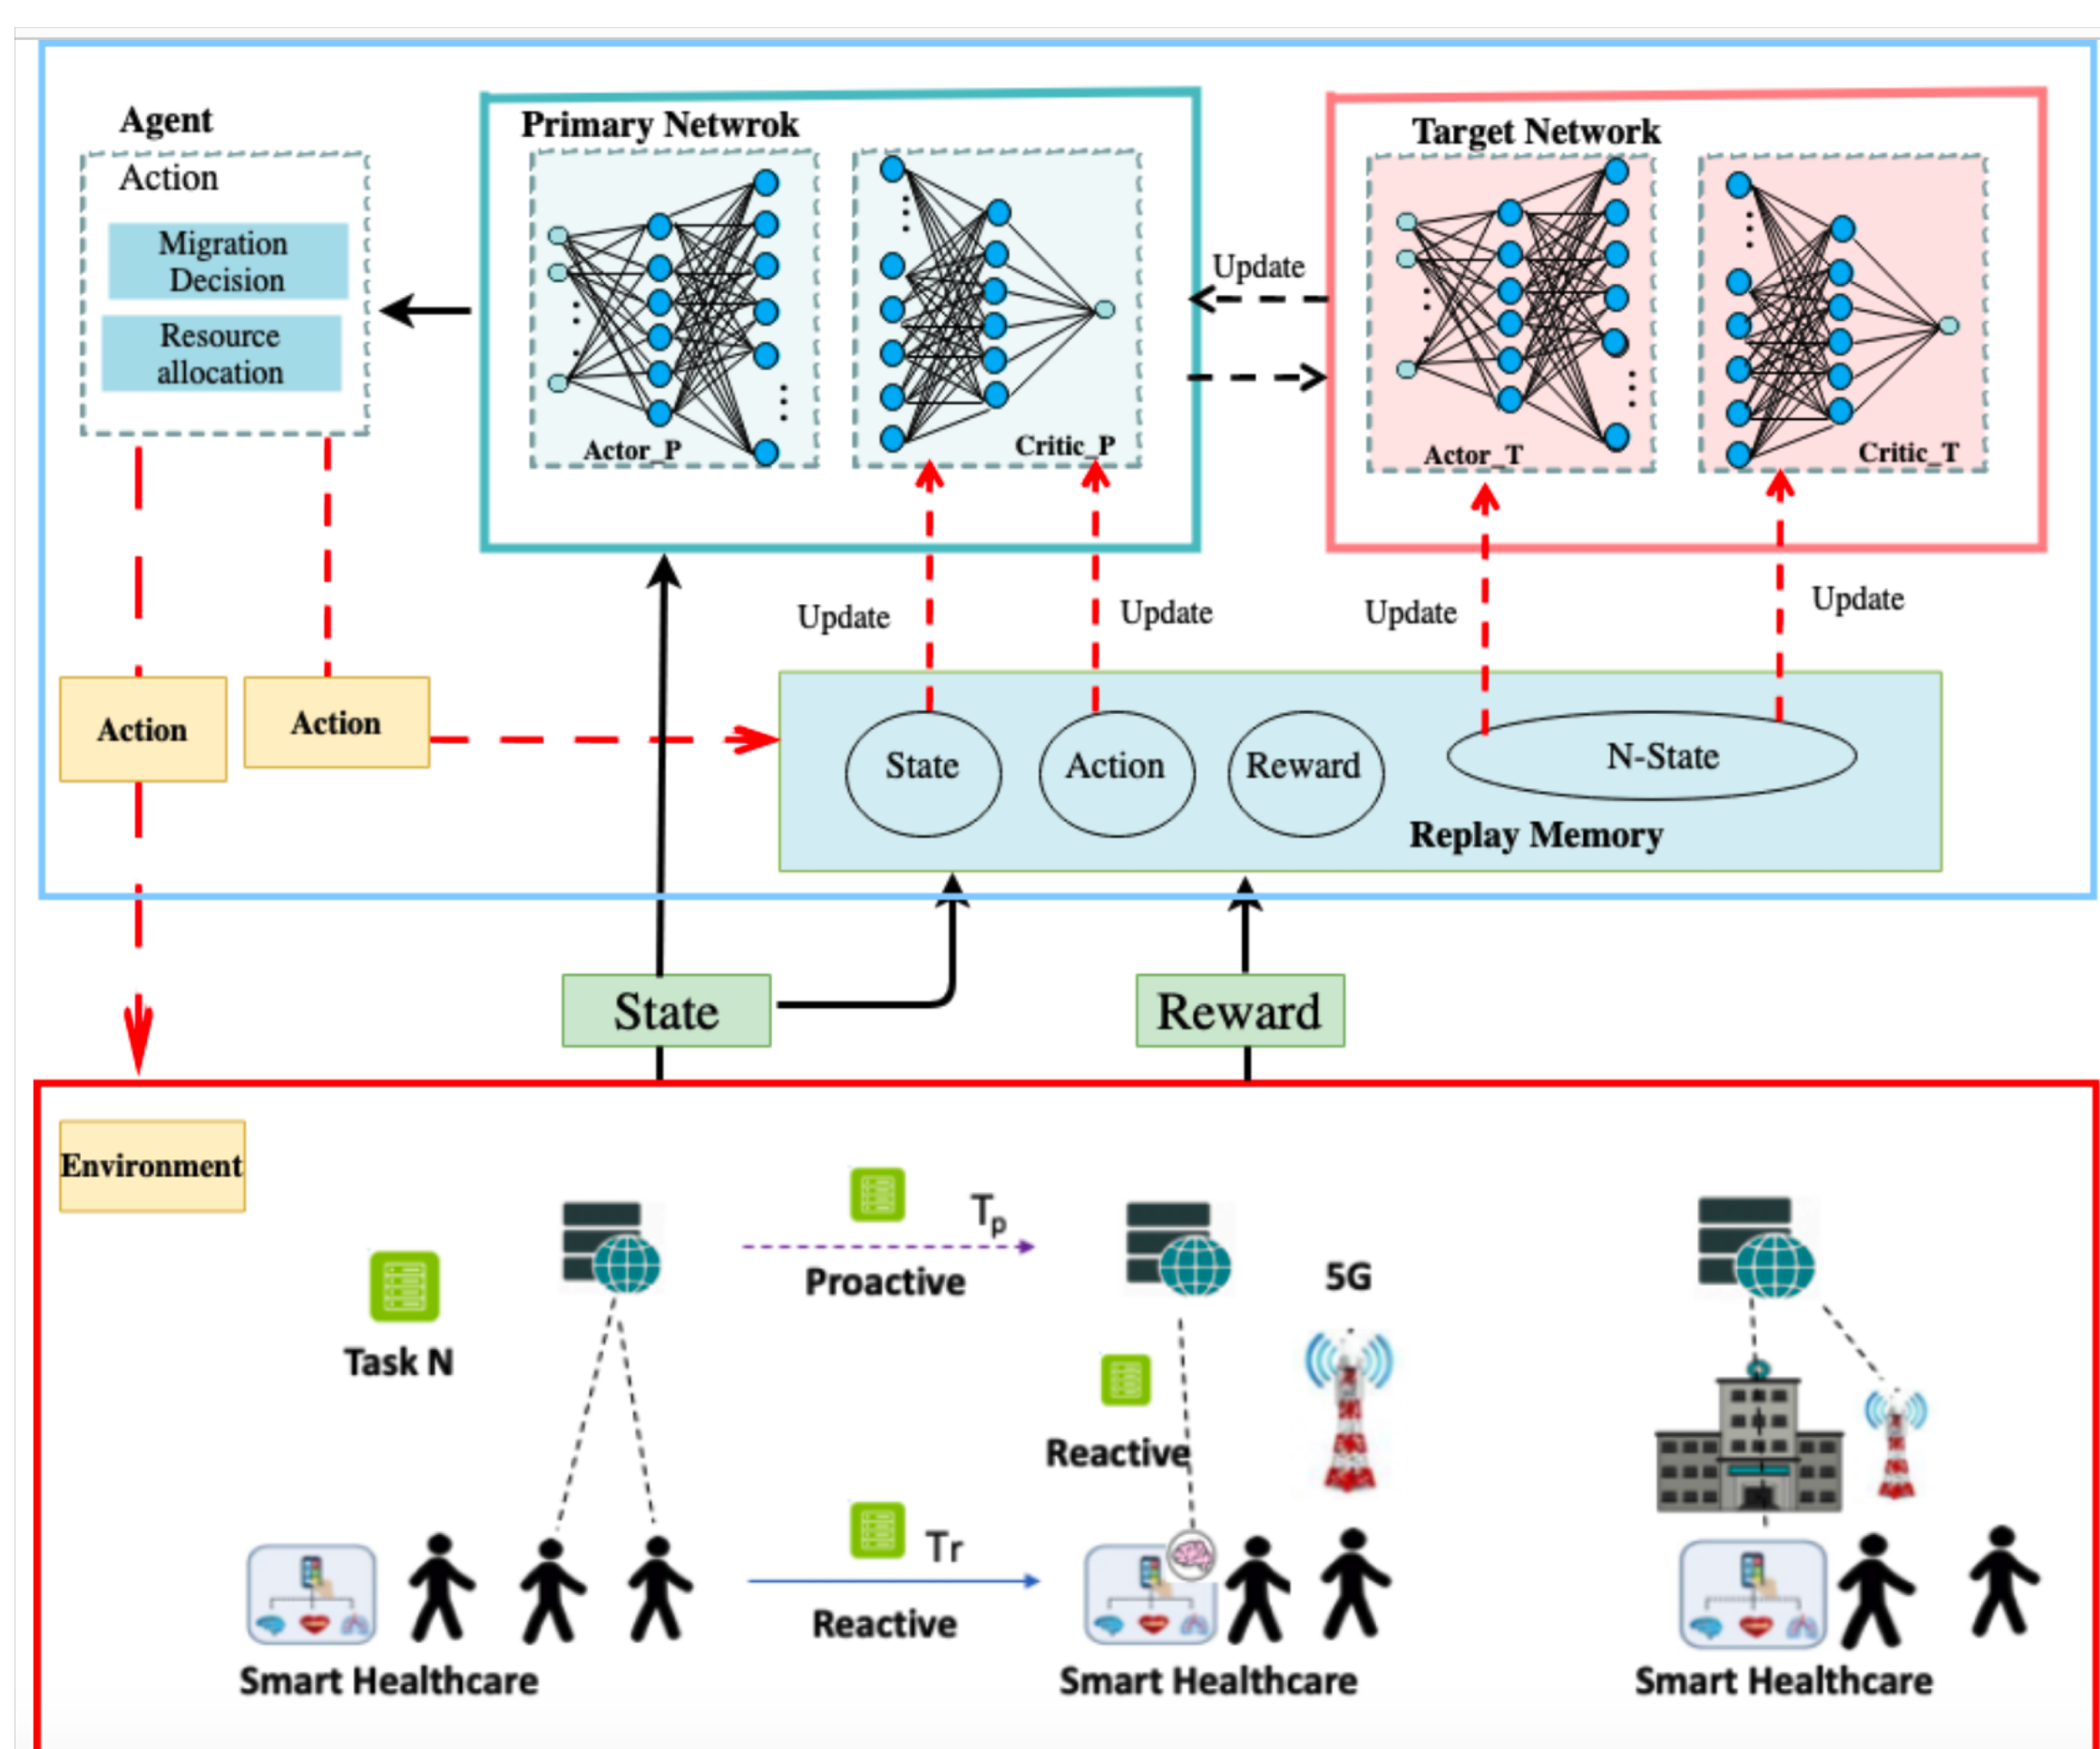 Agent
Action
Migration
Decision
Resource
allocation
Primary Netwrok
Actor_P
Critic_P
Update
Target Network
Actor_T
Critic_T
Update
Update
Update
Update
Action
Action
State
Action
Reward
N-State
Replay Memory
State
Reward
Environment
Task N
Tp
Proactive
5G
Reactive
Tr
Reactive
Smart Healthcare
Smart Healthcare
Smart Healthcare